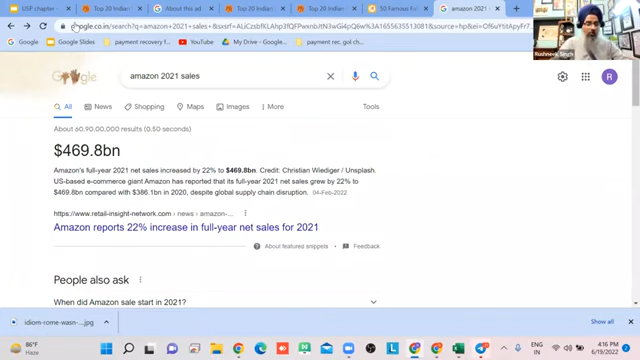 USP chapter -
Top 20 Indian
About this ad
Top 20 Indian
Top 20 Indian
50 Famous Fu
amazon 2021 s
google.co.in/search?q=amazon+2021+sales+&sxsrf=
Google Slides
payment recovery f
Google
My Drive - Google
YouTube
payment rec. gol ch
Rushneek Singh
Google
amazon 2021 sales
R
All
News
Shopping
Maps
Images
More
Tools
About 60,90,00,000 results (0.50 seconds)
$469.8bn
Amazon's full-year 2021 net sales increased by 22% to $469.8bn. Credit: Christian Wiediger / Unsplash.
US-based e-commerce giant Amazon has reported that its full-year 2021 net sales grew by 22% to
$469.8bn compared with $386.1bn in 2020, despite global supply chain disruption. 04-Feb-2022
https://www.retail-insight-network.com › news › amazon-...
Amazon reports 22% increase in full-year net sales for 2021
About featured snippets
Feedback
People also ask
When did Amazon sale start in 2021?
idiom-rome-wasn-....jpg
Show all
86°F
Haze
ENG
IN
4:16 PM
6/19/2022